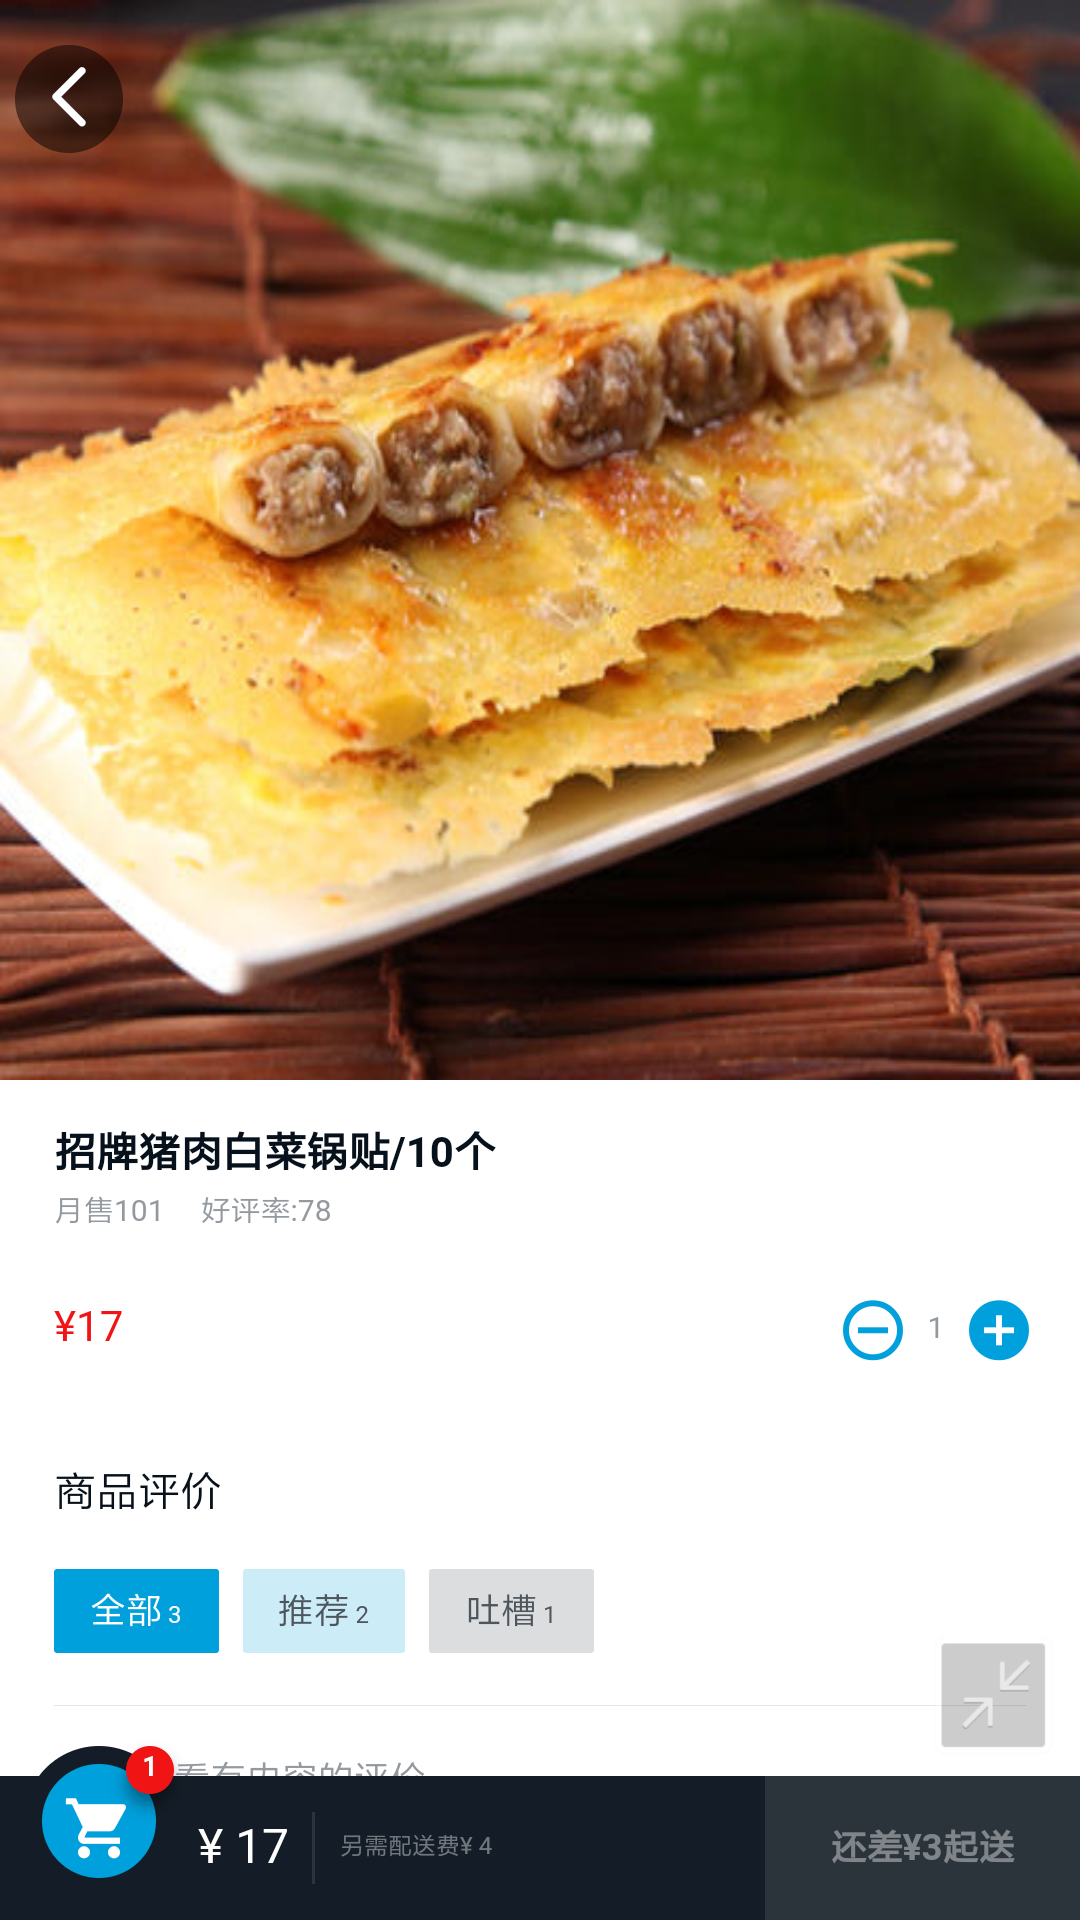 招牌猪肉白菜锅贴/10个
月售101 好评率:78
¥17
1
商品评价
全部 3 推荐 2 吐槽 1
看有内容的评价
1
¥ 17 另需配送费¥ 4 还差¥3起送